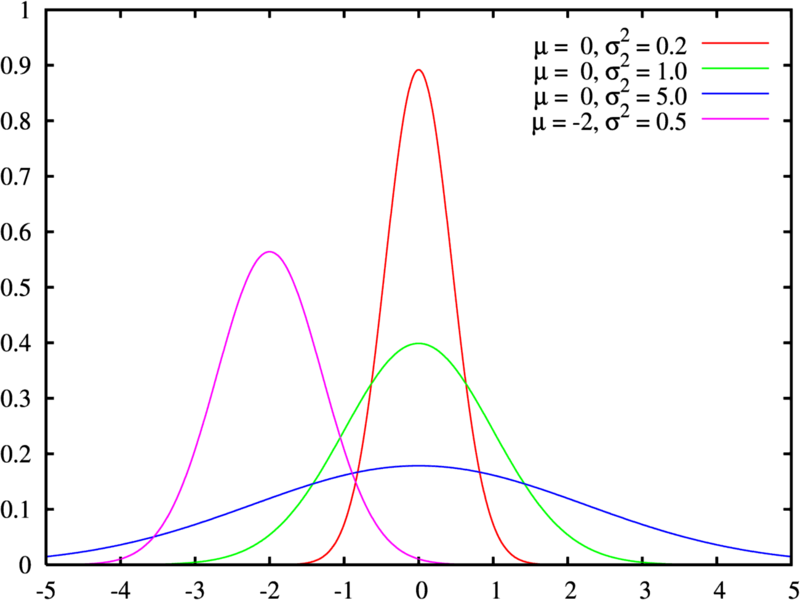 1
0.9
0.8
0.7
0.6
0.5
0.4
0.3
0.2
0.1
0
-5 -4 -3 -2 -1 0 1 2 3 4 5
μ = 0, σ² = 0.2
μ = 0, σ² = 1.0
μ = 0, σ² = 5.0
μ = -2, σ² = 0.5